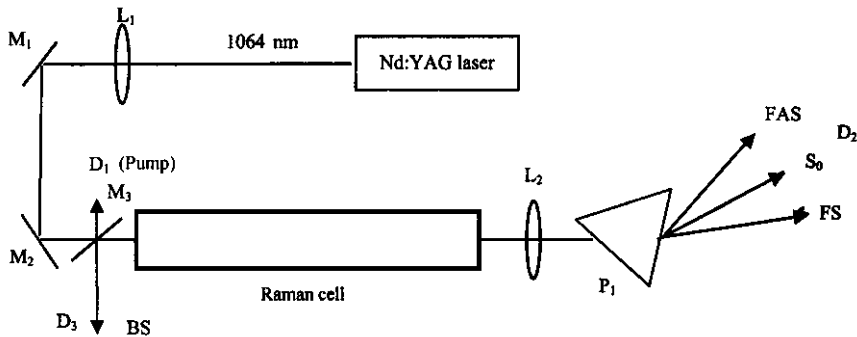 L₁
M₁
1064 nm
Nd:YAG laser
FAS
D₂
D₁ (Pump)
M₃
L₂
S₀
FS
M₂
Raman cell
P₁
D₃
BS